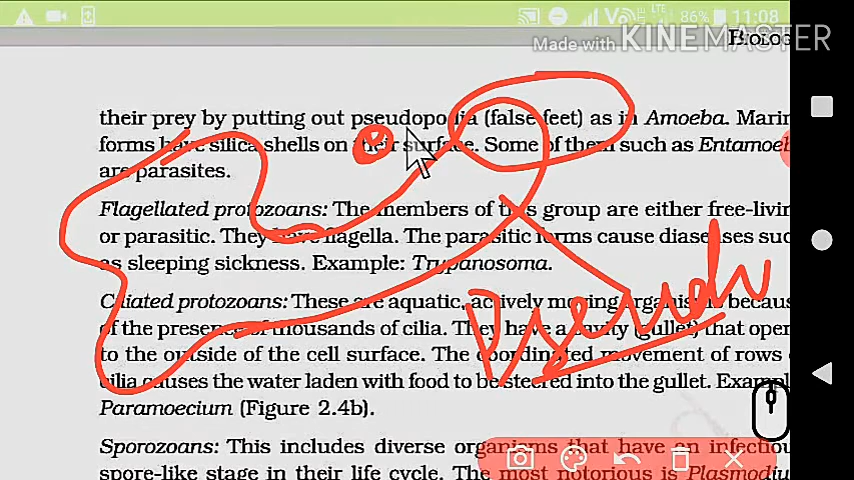 86% 11:08
Made with KINEMASTER
Biolog
their prey by putting out pseudopodia (false feet) as in Amoeba. Marin
forms have silica shells on their surface. Some of them such as Entamoeb
are parasites.
Flagellated protozoans: The members of this group are either free-livin
or parasitic. They have flagella. The parasitic forms cause diseases suc
as sleeping sickness. Example: Trypanosoma.
Ciliated protozoans: These are aquatic, actively moving organisms becaus
of the presence of thousands of cilia. They have a cavity (gullet) that open
to the outside of the cell surface. The coordinated movement of rows o
cilia causes the water laden with food to be steered into the gullet. Examp
Paramoecium (Figure 2.4b).
Pseudo
Sporozoans: This includes diverse organisms that have an infectiou
spore-like stage in their life cycle. The most notorious is Plasmodiu